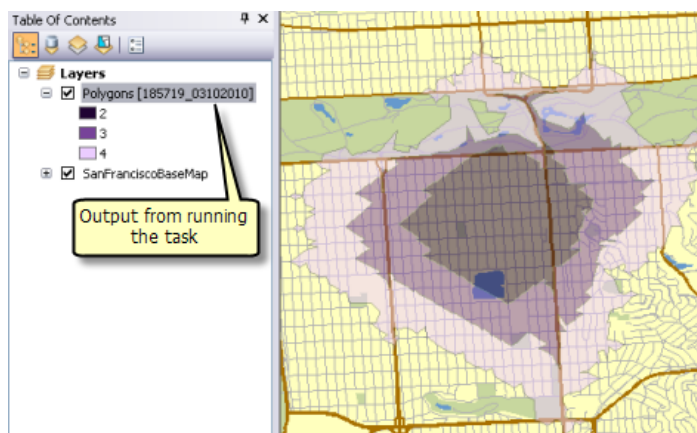 Table Of Contents
Layers
Polygons [185719_03102010]
2
3
4
SanFranciscoBaseMap
Output from running
the task